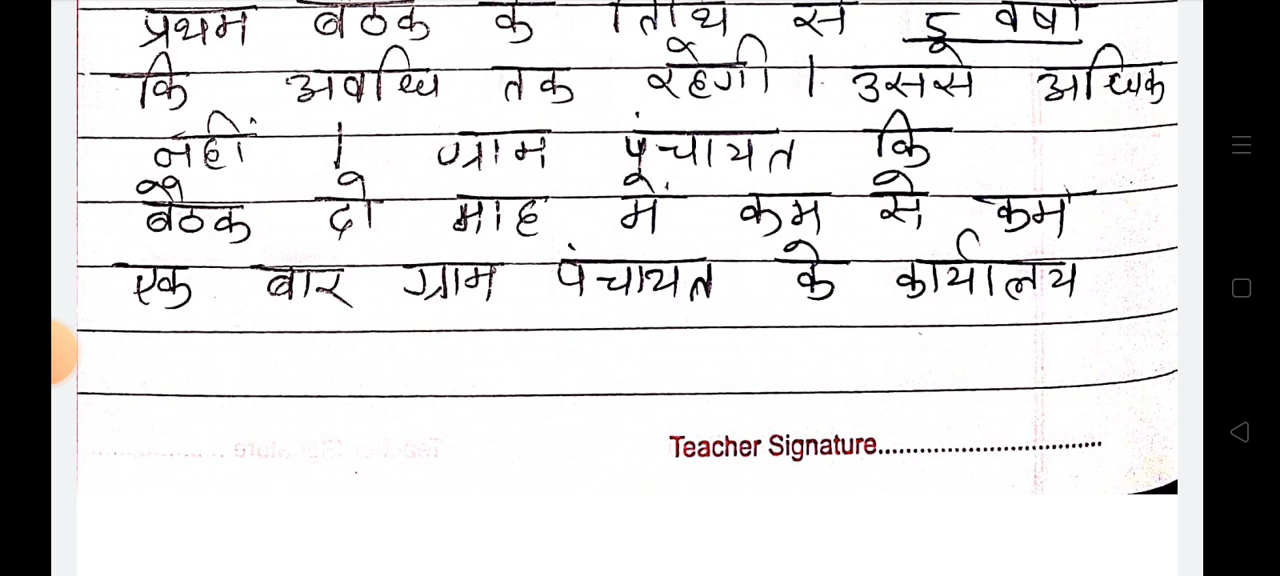 प्रथम बैठक के तिथि से 5 वर्षो
कि अवधि तक रहेगी । उससे अधिक
नहीं । ग्राम पंचायत कि
बैठक दो माह में कम से कम
एक बार ग्राम पंचायत के कार्यालय
Teacher Signature....................................